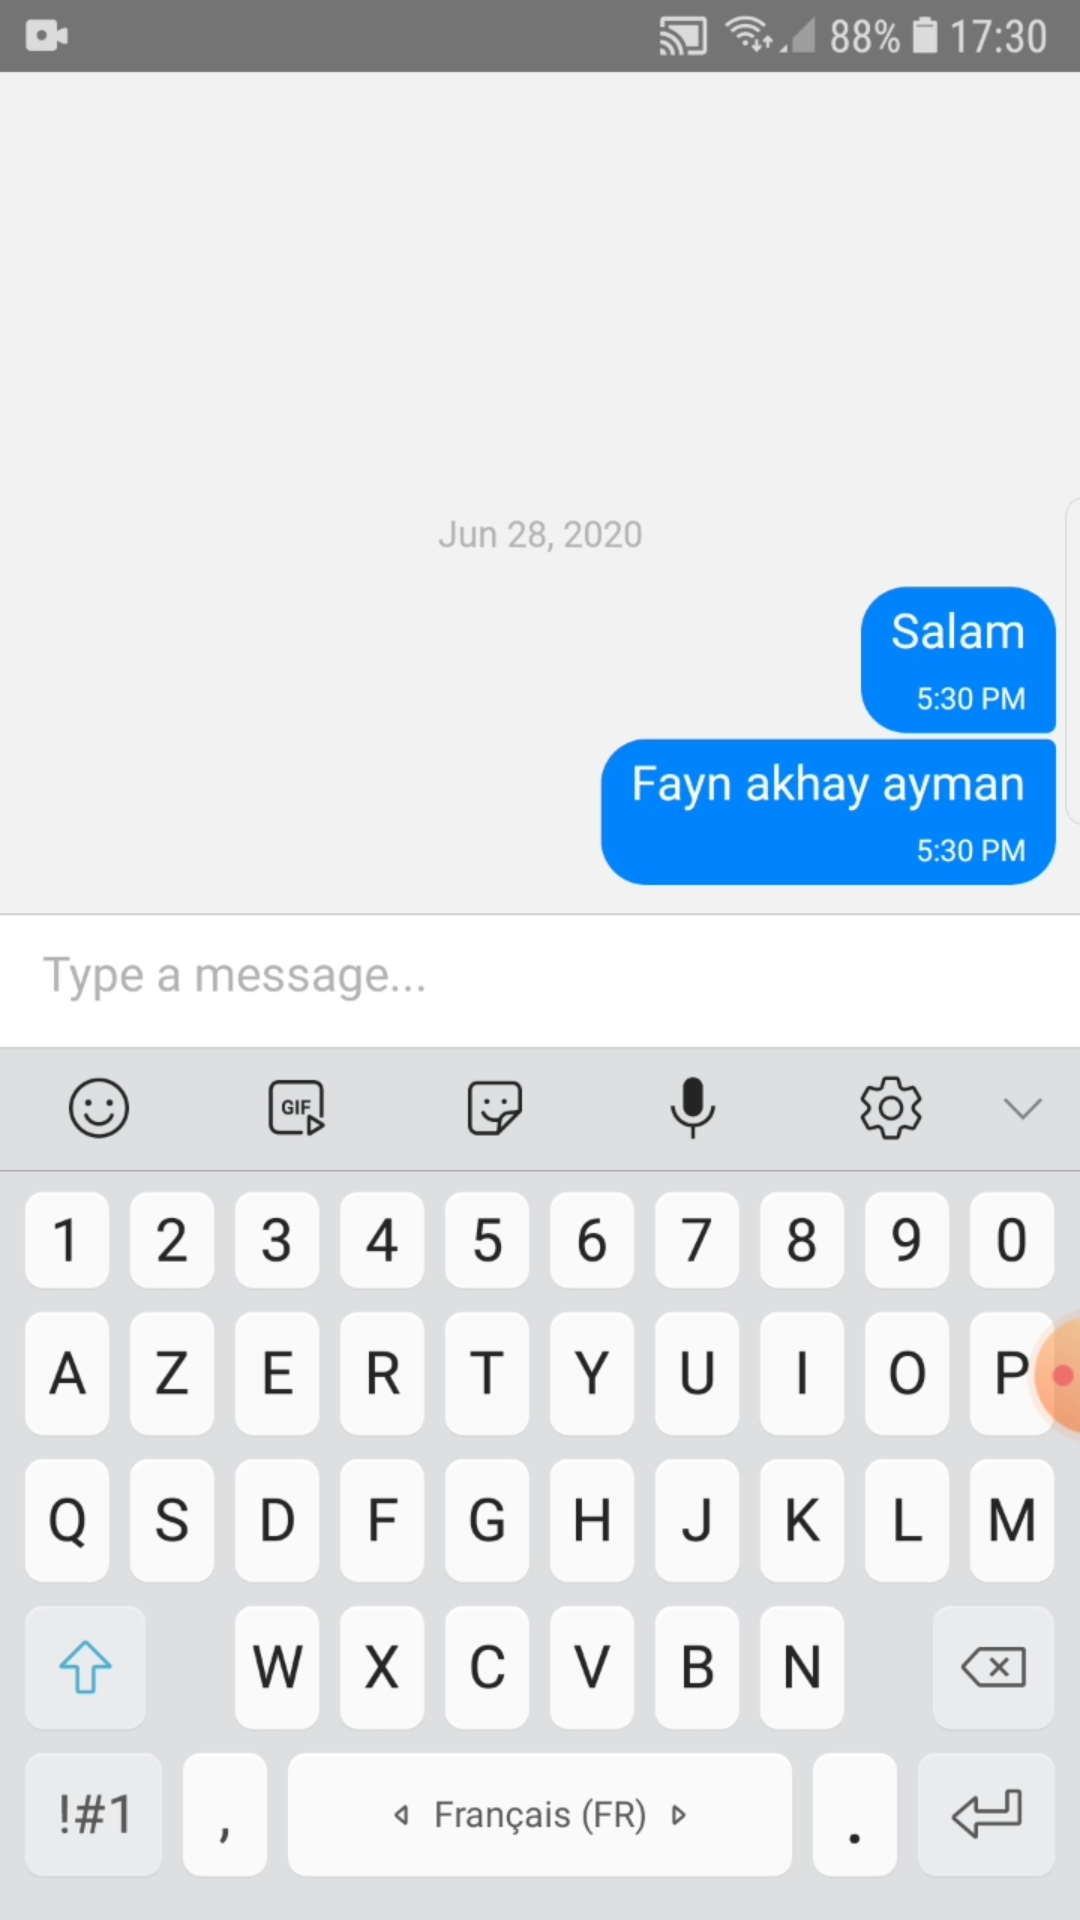 88% 17:30
Jun 28, 2020
Salam
5:30 PM
Fayn akhay ayman
5:30 PM
Type a message...
GIF
1 2 3 4 5 6 7 8 9 0
A Z E R T Y U I O P
Q S D F G H J K L M
W X C V B N
!#1 , Français (FR) .